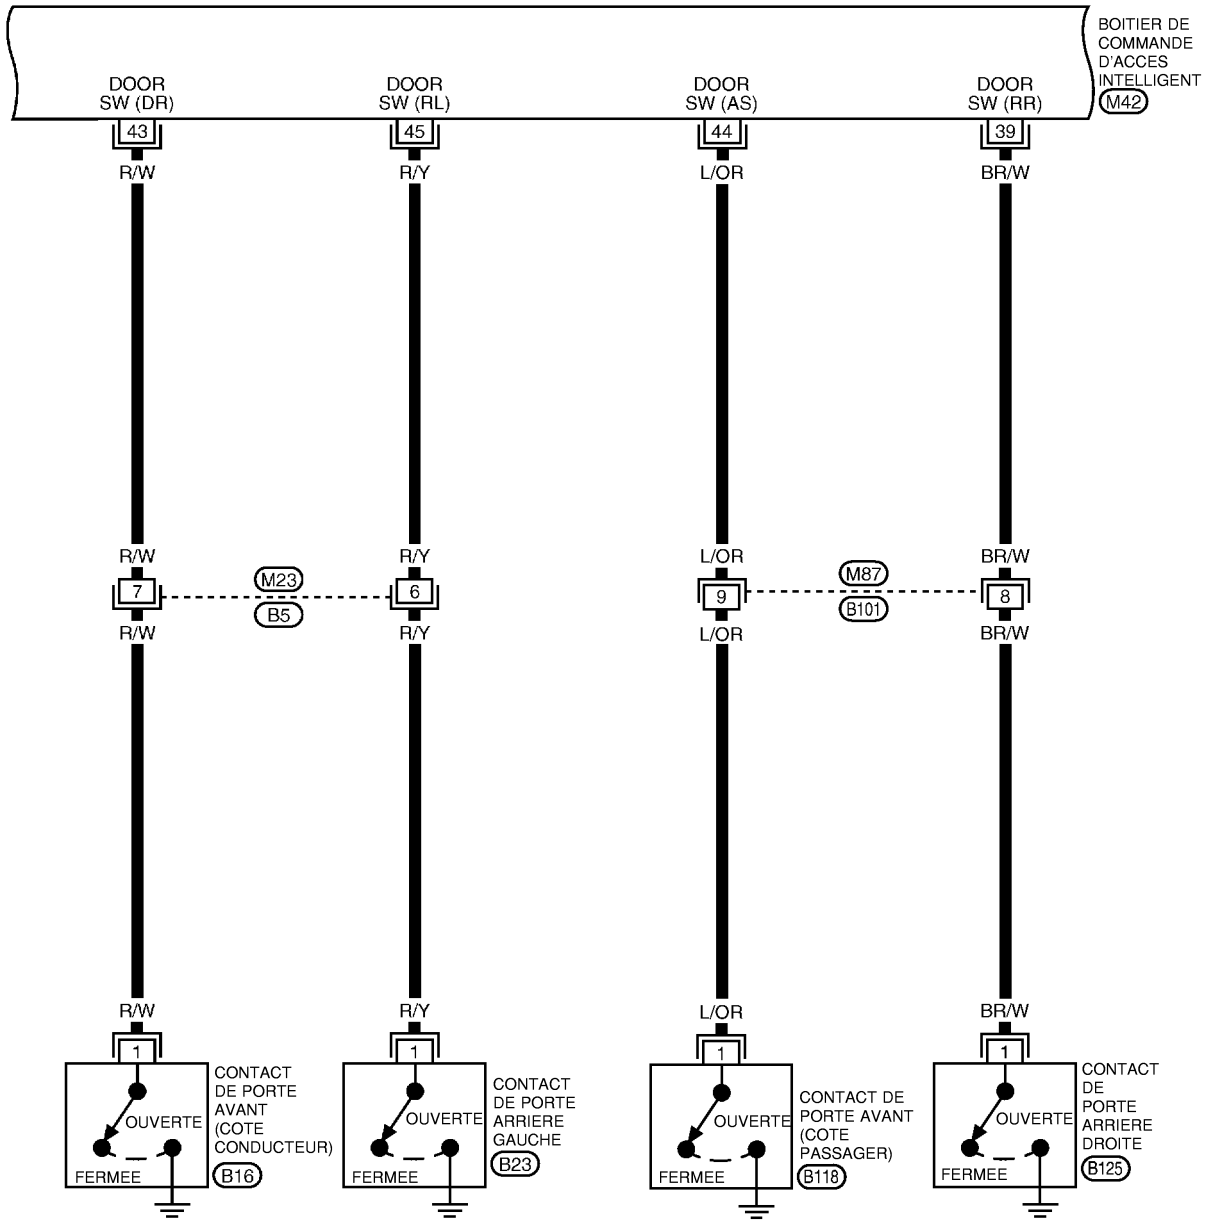 BOITIER DE
COMMANDE
D'ACCES
INTELLIGENT
M42
DOOR
SW (DR)
DOOR
SW (RL)
DOOR
SW (AS)
DOOR
SW (RR)
43
45
44
39
R/W
R/Y
L/OR
BR/W
R/W
R/Y
L/OR
BR/W
7
M23
B5
6
9
M87
B101
8
R/W
R/Y
L/OR
BR/W
R/W
R/Y
L/OR
BR/W
1
1
1
1
OUVERTE
FERMEE
CONTACT
DE PORTE
AVANT
(COTE
CONDUCTEUR)
B16
OUVERTE
FERMEE
CONTACT
DE PORTE
ARRIERE
GAUCHE
B23
OUVERTE
FERMEE
CONTACT DE
PORTE AVANT
(COTE
PASSAGER)
B118
OUVERTE
FERMEE
CONTACT
DE
PORTE
ARRIERE
DROITE
B125